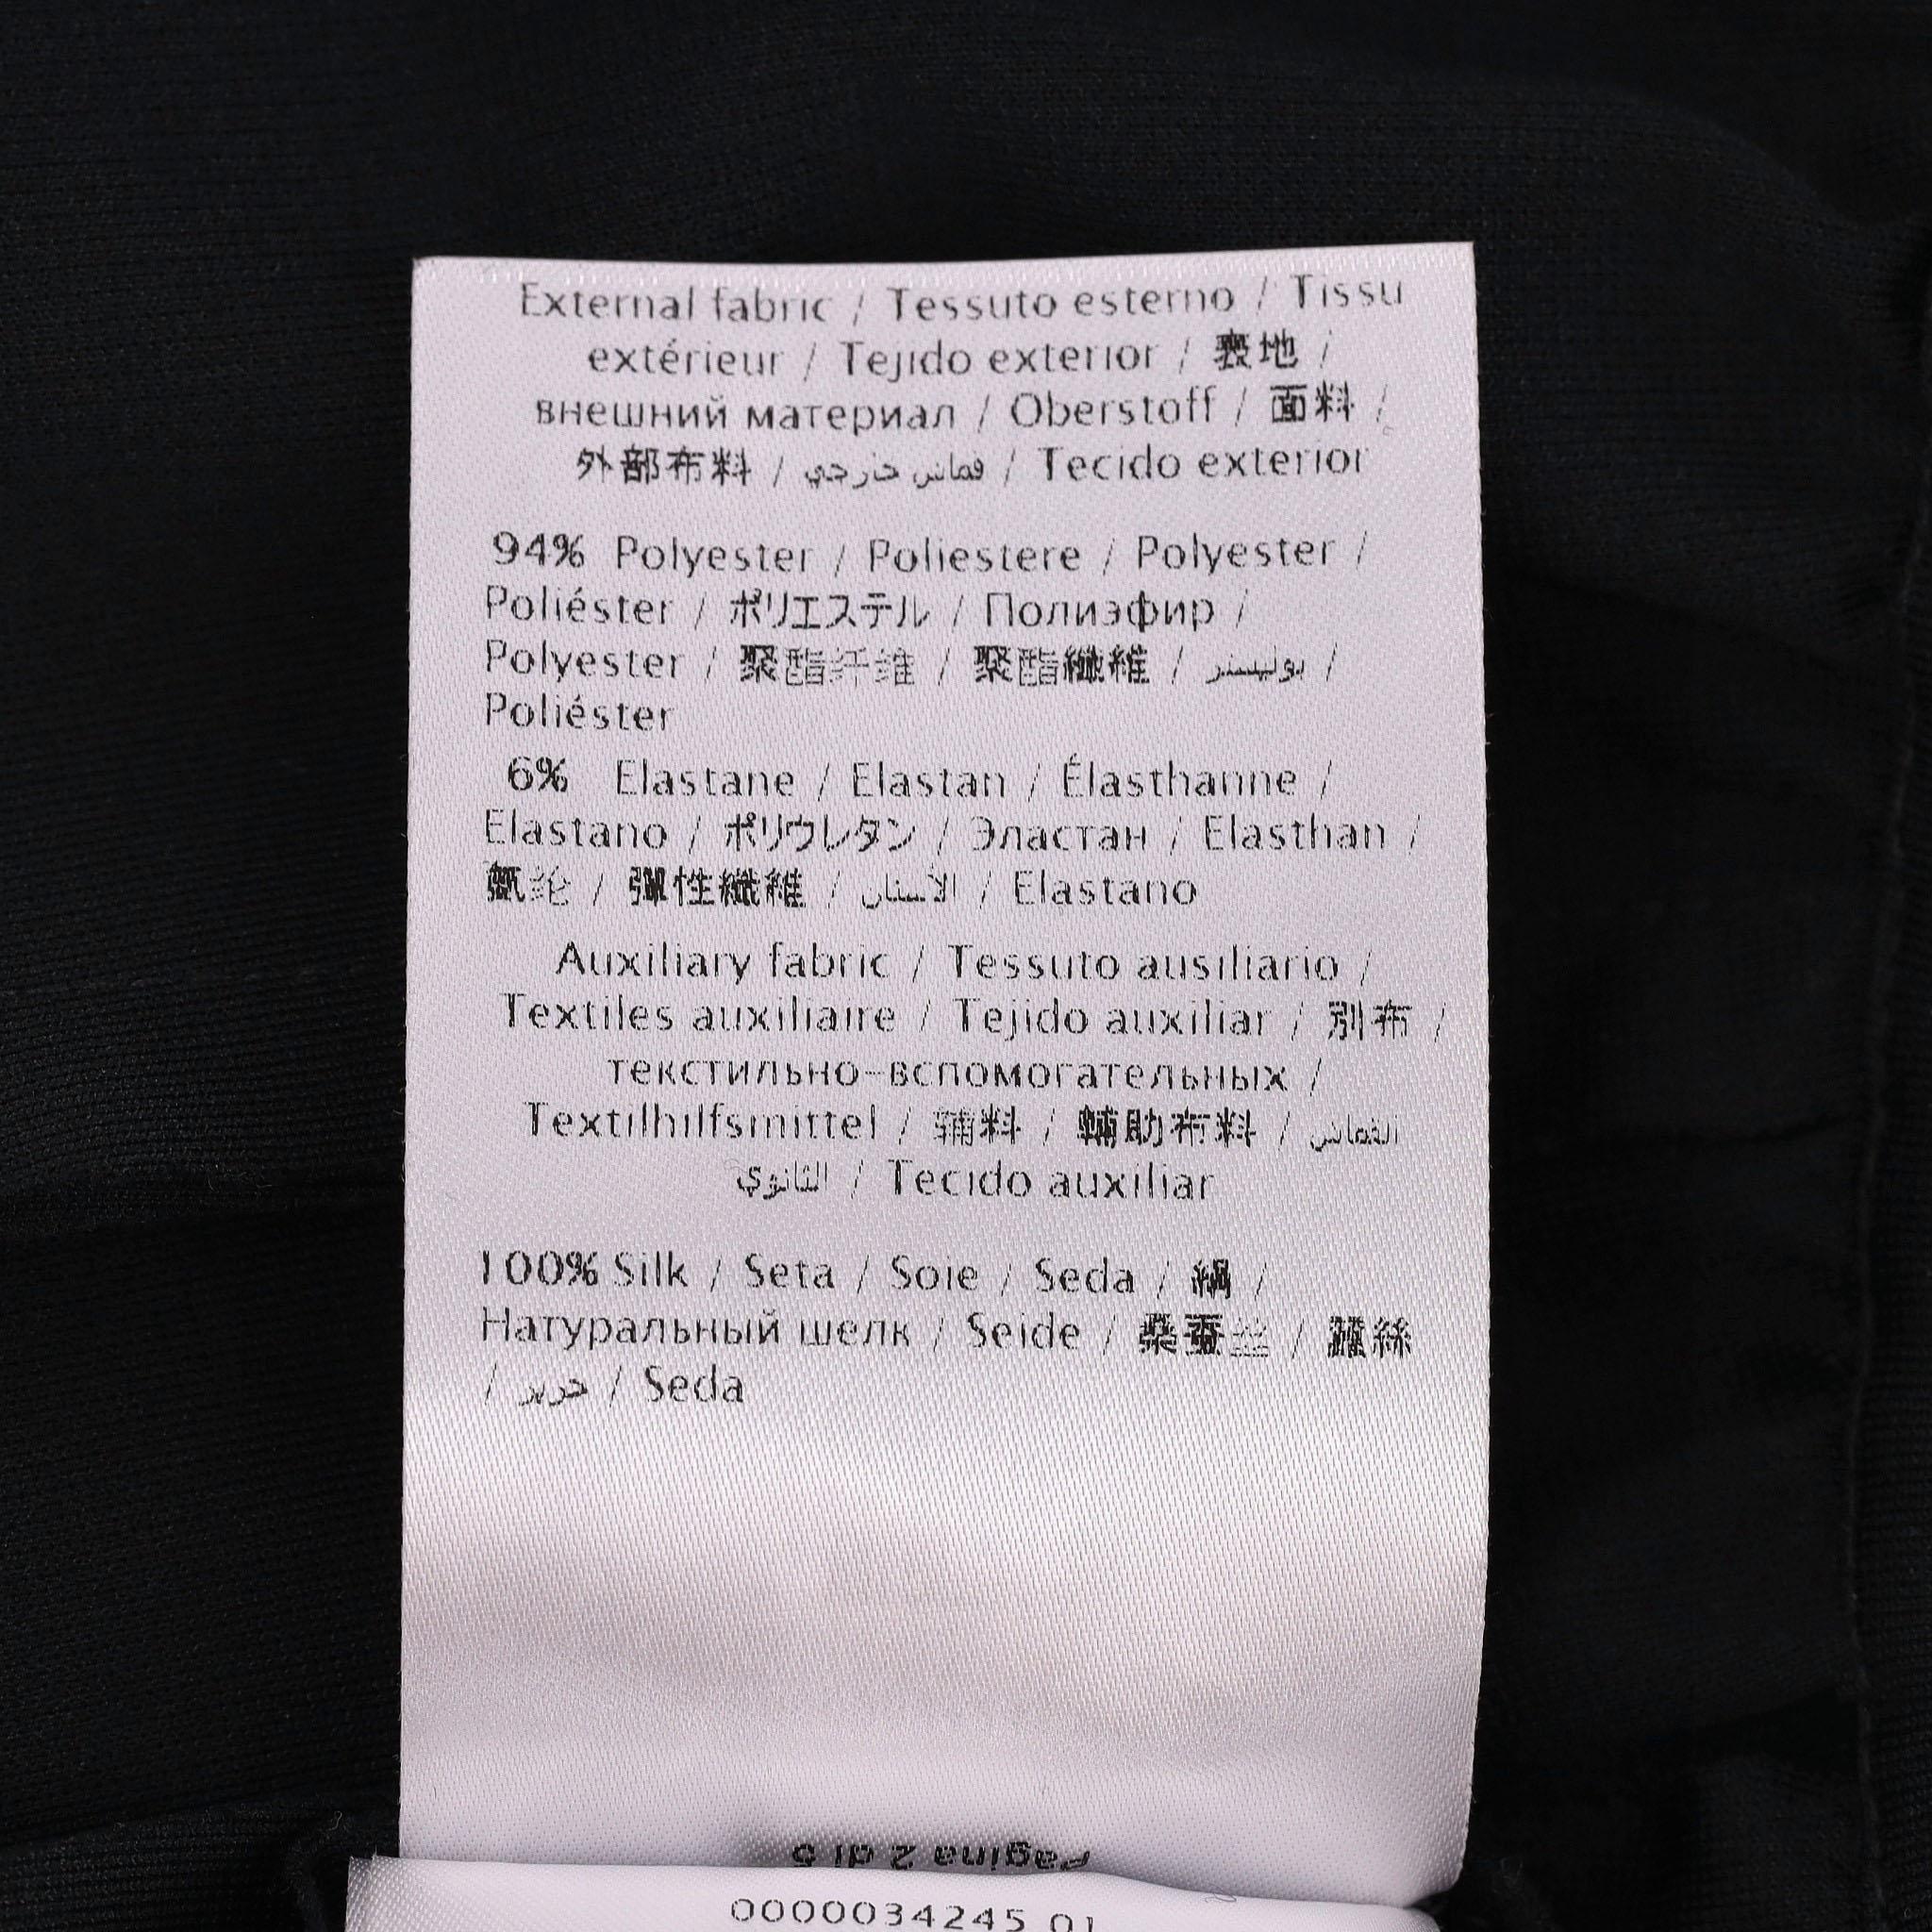 External fabric / Tessuto esterno / Tissu
extérieur / Tejido exterior / 表地 /
внешний материал / Oberstoff / 面料 /
外部布料 / قماش خارجي / Tecido exterior
94% Polyester / Poliestere / Polyester /
Poliéster / ポリエステル / Полиэфир /
Polyester / 聚酯纤维 / 聚酯纖維 / بوليستر /
Poliéster
6% Elastane / Elastan / Élasthanne /
Elastano / ポリウレタン / Эластан / Elasthan /
氨纶 / 彈性纖維 / / Elastano
Auxiliary fabric / Tessuto ausiliario /
Textiles auxiliaire / Tejido auxiliar / 別布 /
текстильно-вспомогательных /
Textilhilfsmittel / 辅料 / 輔助布料 / القماش
الثانوي / Tecido auxiliar
100% Silk / Seta / Soie / Seda / 絹 /
Натуральный шелк / Seide / 桑蚕丝 / 蠶絲
/ حرير / Seda
Pagina 2 di 5
0000034245 01